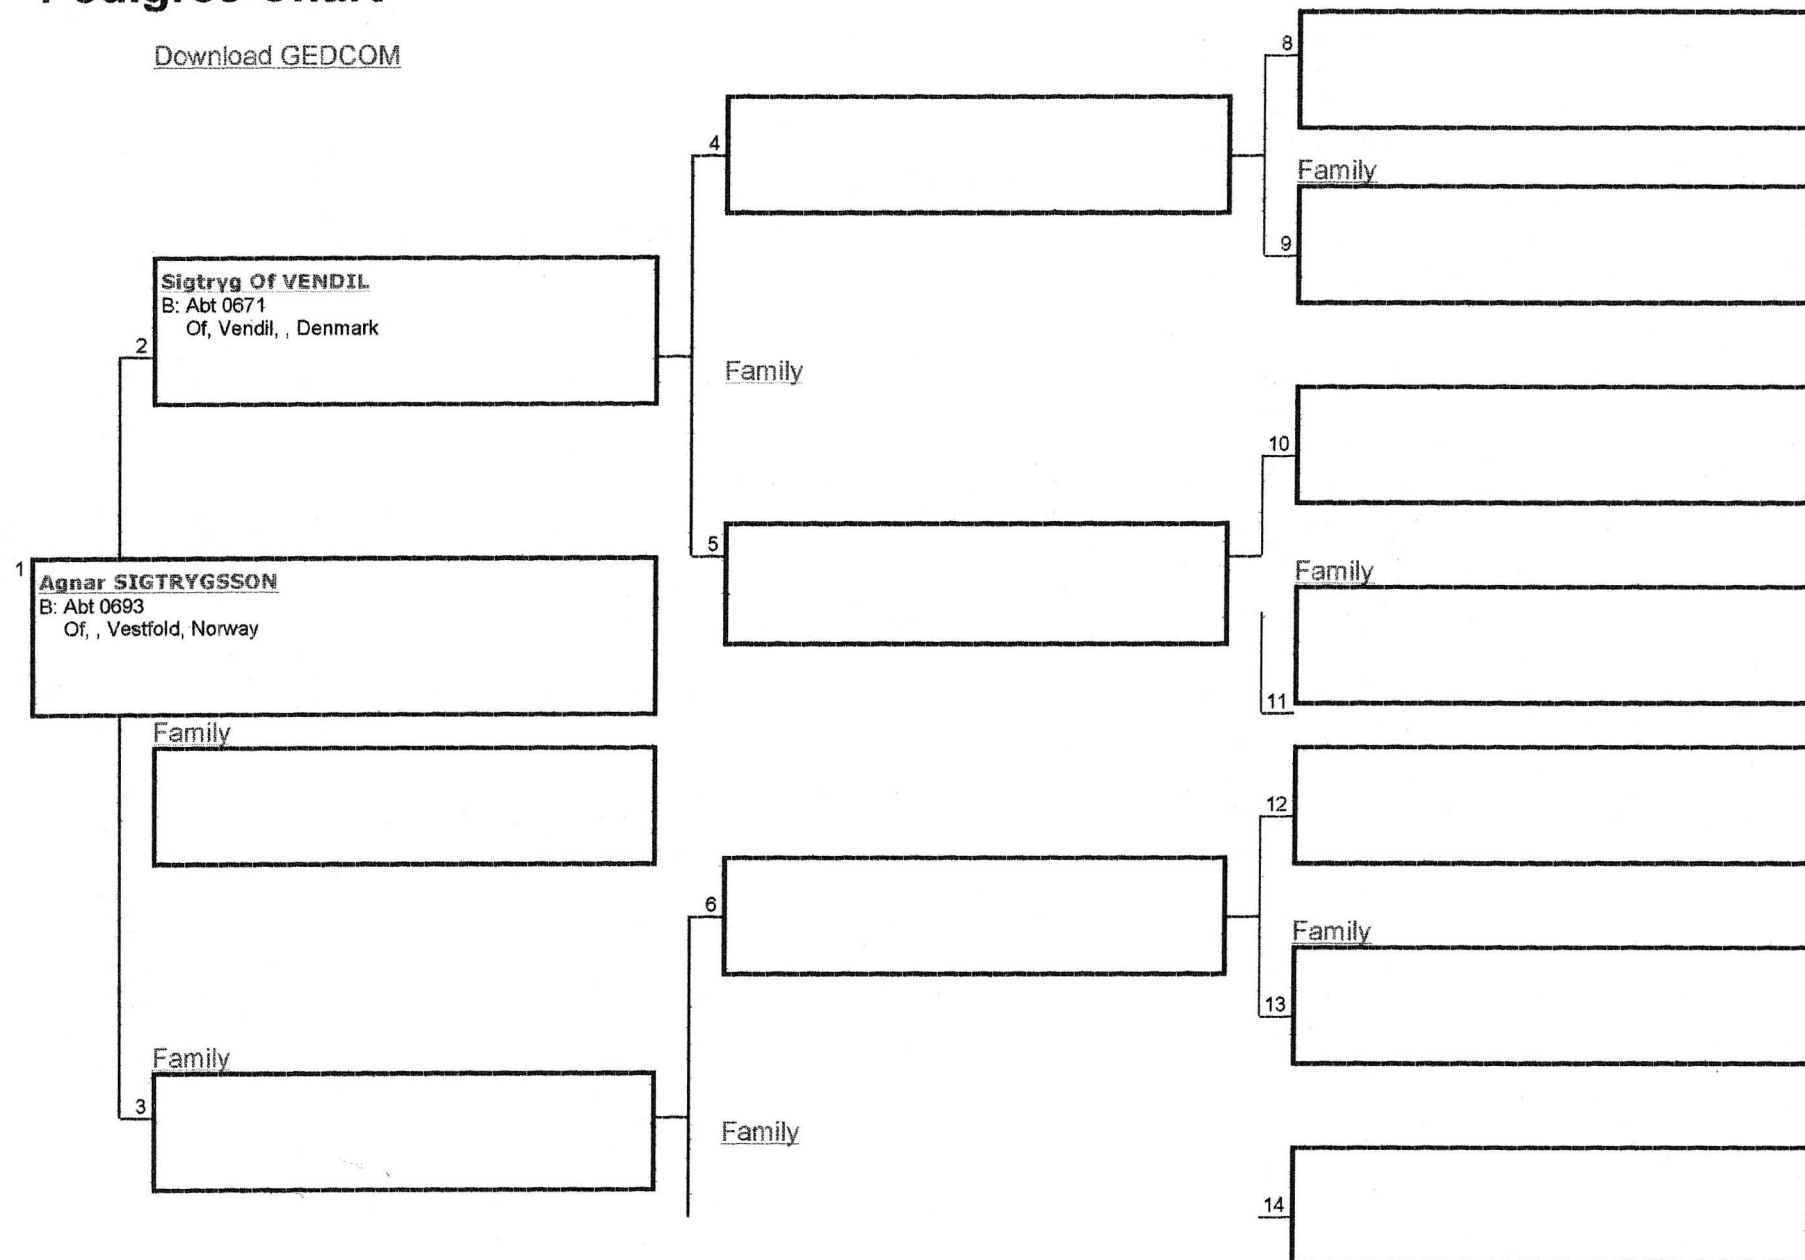 Pedigree Chart
Download GEDCOM
8
4
Family
9
Sigtryg Of VENDIL
B: Abt 0671
Of, Vendil, , Denmark
2
Family
10
5
1
Agnar SIGTRYGSSON
B: Abt 0693
Of, , Vestfold, Norway
Family
11
Family
12
6
Family
13
Family
3
Family
14